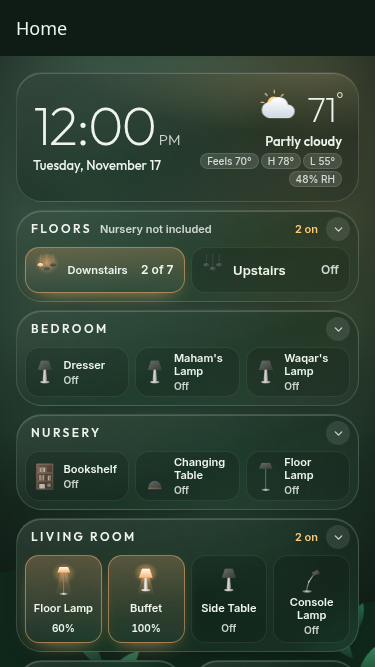 Home
12:00 PM
Tuesday, November 17
71°
Partly cloudy
Feels 70° H 78° L 55°
48% RH
FLOORS Nursery not included 2 on
Downstairs 2 of 7
Upstairs Off
BEDROOM
Dresser
Off
Maham's
Lamp
Off
Waqar's
Lamp
Off
NURSERY
Bookshelf
Off
Changing
Table
Off
Floor
Lamp
Off
LIVING ROOM 2 on
Floor Lamp
60%
Buffet
100%
Side Table
Off
Console
Lamp
Off